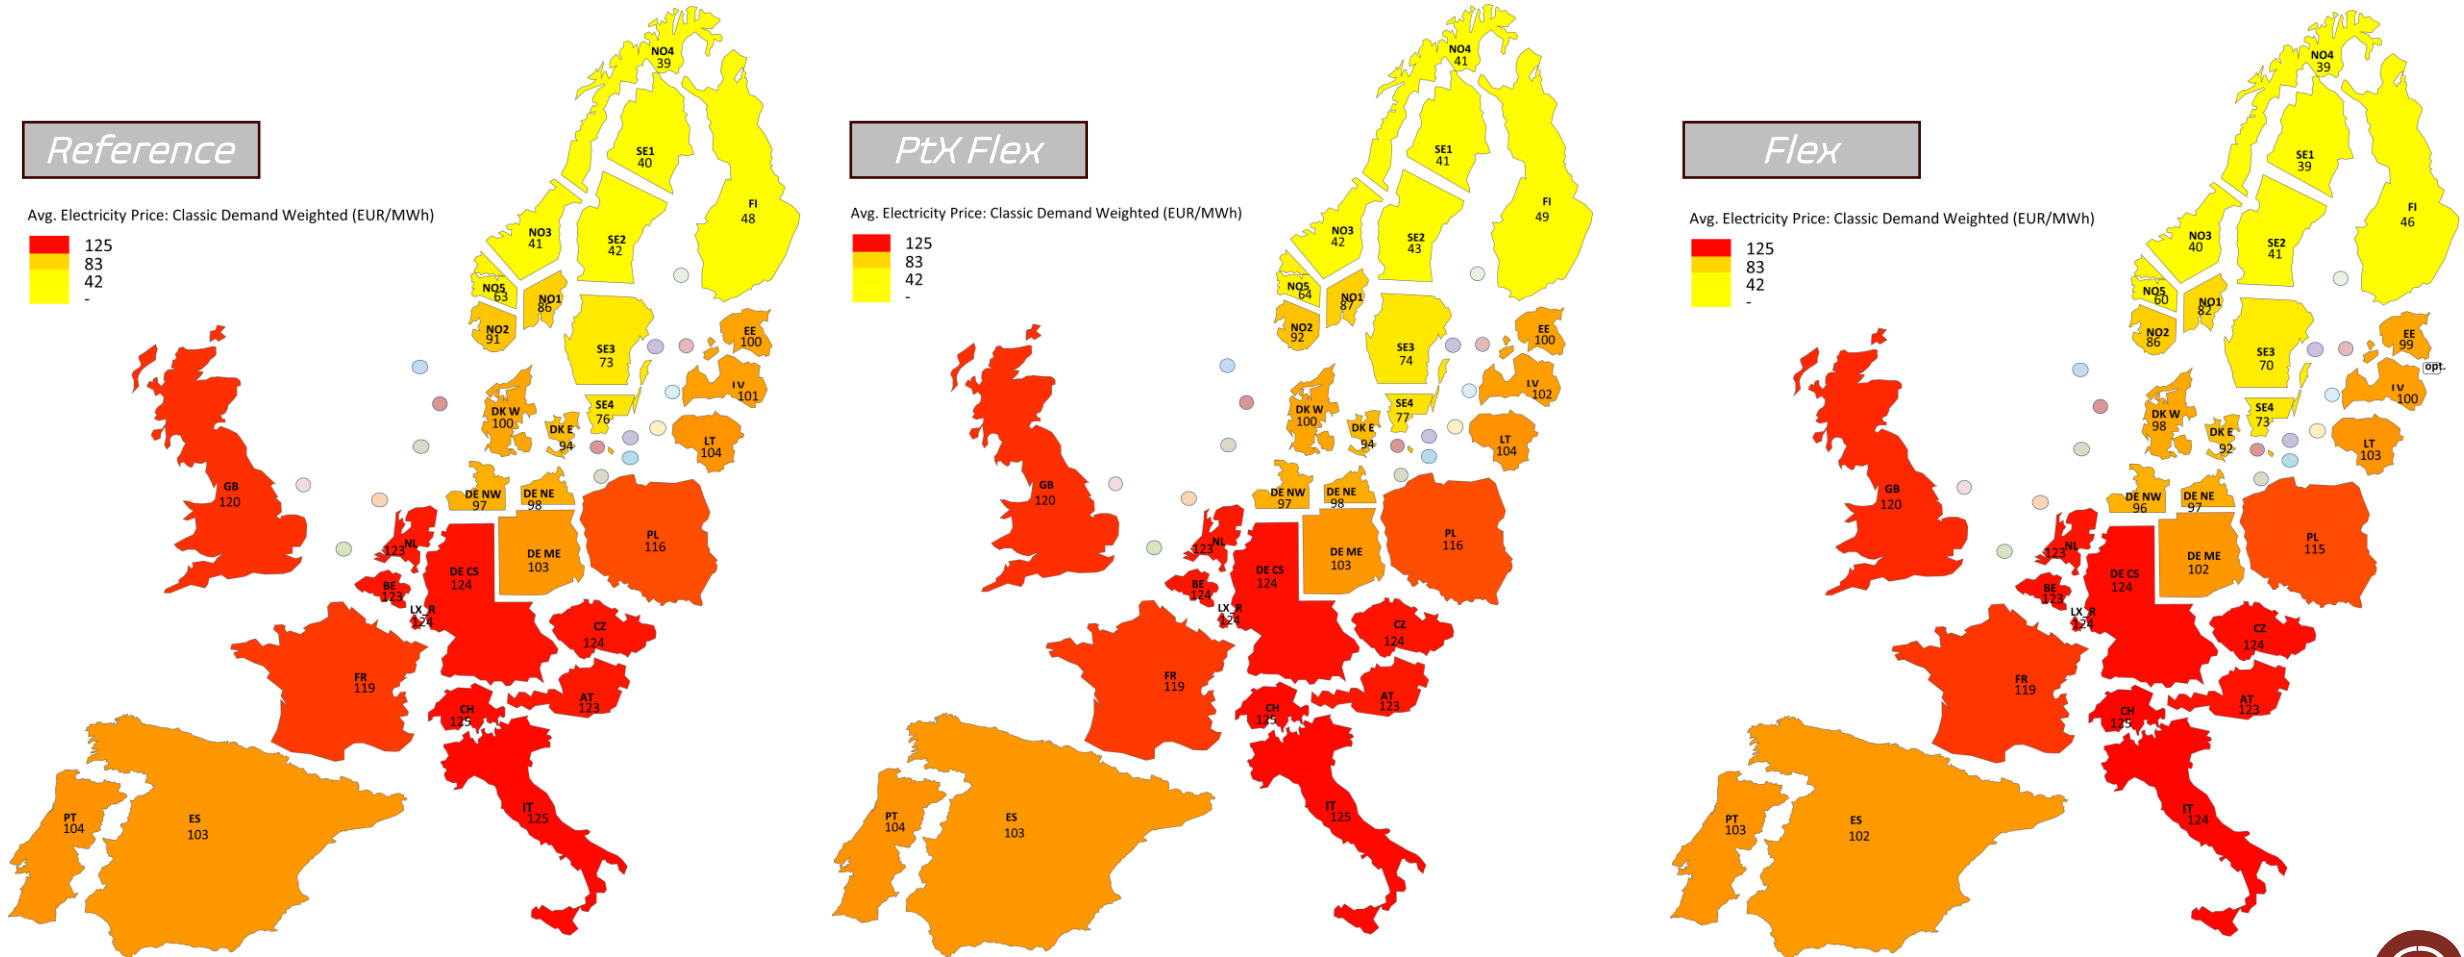 Reference
Avg. Electricity Price: Classic Demand Weighted (EUR/MWh)
125
83
42
-
NO4
39
SE1
40
FI
48
NO3
41
SE2
42
NO5
63
NO1
86
NO2
91
SE3
73
EE
100
LV
101
SE4
76
DK W
100
DK E
94
LT
104
GB
120
DE NW
97
DE NE
98
NL
123
DE ME
103
PL
116
DE CS
124
BE
123
LX_R
124
CZ
124
FR
119
AT
123
CH
125
IT
125
PT
104
ES
103
PtX Flex
Avg. Electricity Price: Classic Demand Weighted (EUR/MWh)
125
83
42
-
NO4
41
SE1
41
FI
49
NO3
42
SE2
43
NO5
64
NO1
87
NO2
92
SE3
74
EE
100
LV
102
SE4
77
DK W
100
DK E
94
LT
104
GB
120
DE NW
97
DE NE
98
NL
123
DE ME
103
PL
116
DE CS
124
BE
124
LX_R
124
CZ
124
FR
119
AT
123
CH
125
IT
125
PT
104
ES
103
Flex
Avg. Electricity Price: Classic Demand Weighted (EUR/MWh)
125
83
42
-
NO4
39
SE1
39
FI
46
NO3
40
SE2
41
NO5
60
NO1
82
NO2
86
SE3
70
EE
99
opt.
LV
100
SE4
73
DK W
98
DK E
92
LT
103
GB
120
DE NW
96
DE NE
97
NL
123
DE ME
102
PL
115
DE CS
124
BE
123
LX_R
124
CZ
124
FR
119
AT
123
CH
125
IT
124
PT
103
ES
102